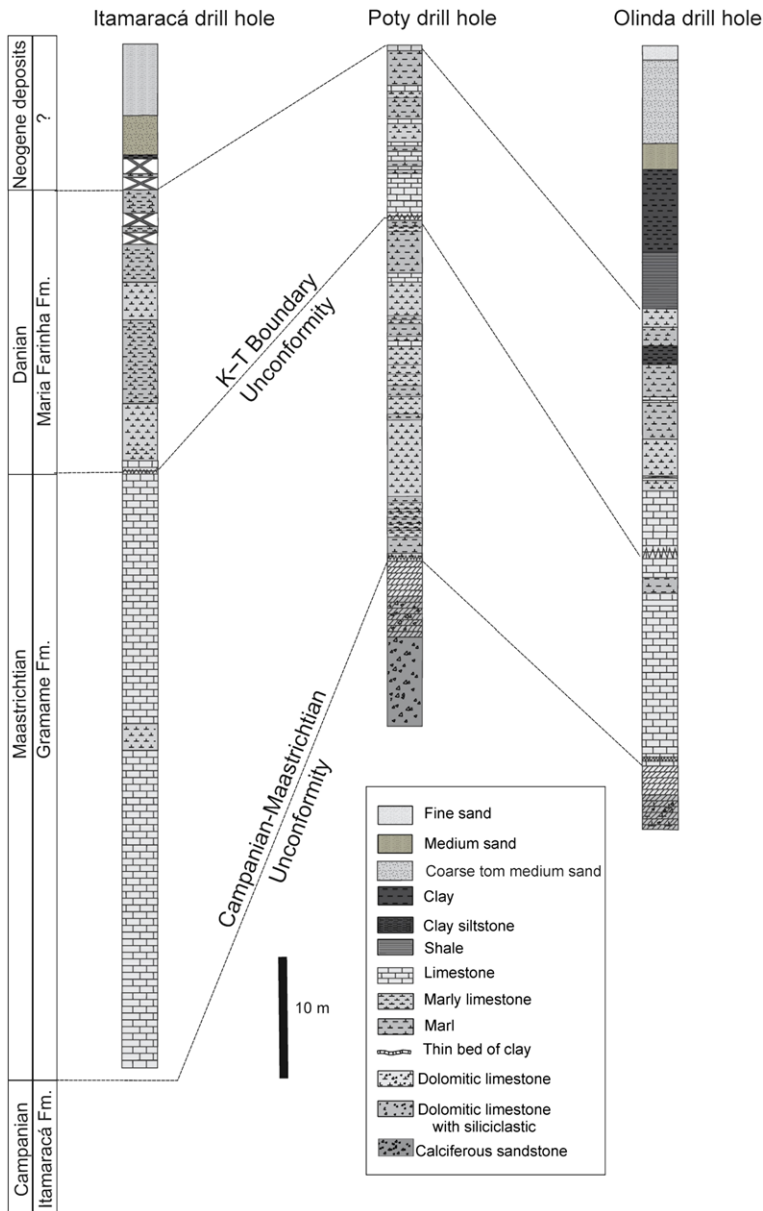 Itamaracá drill hole
Poty drill hole
Olinda drill hole
Neogene deposits
?
Danian
Maria Farinha Fm.
Maastrichtian
Gramame Fm.
Campanian
Itamaracá Fm.
K–T Boundary
Unconformity
Campanian-Maastrichtian
Unconformity
10 m
Fine sand
Medium sand
Coarse tom medium sand
Clay
Clay siltstone
Shale
Limestone
Marly limestone
Marl
Thin bed of clay
Dolomitic limestone
Dolomitic limestone
with siliciclastic
Calciferous sandstone